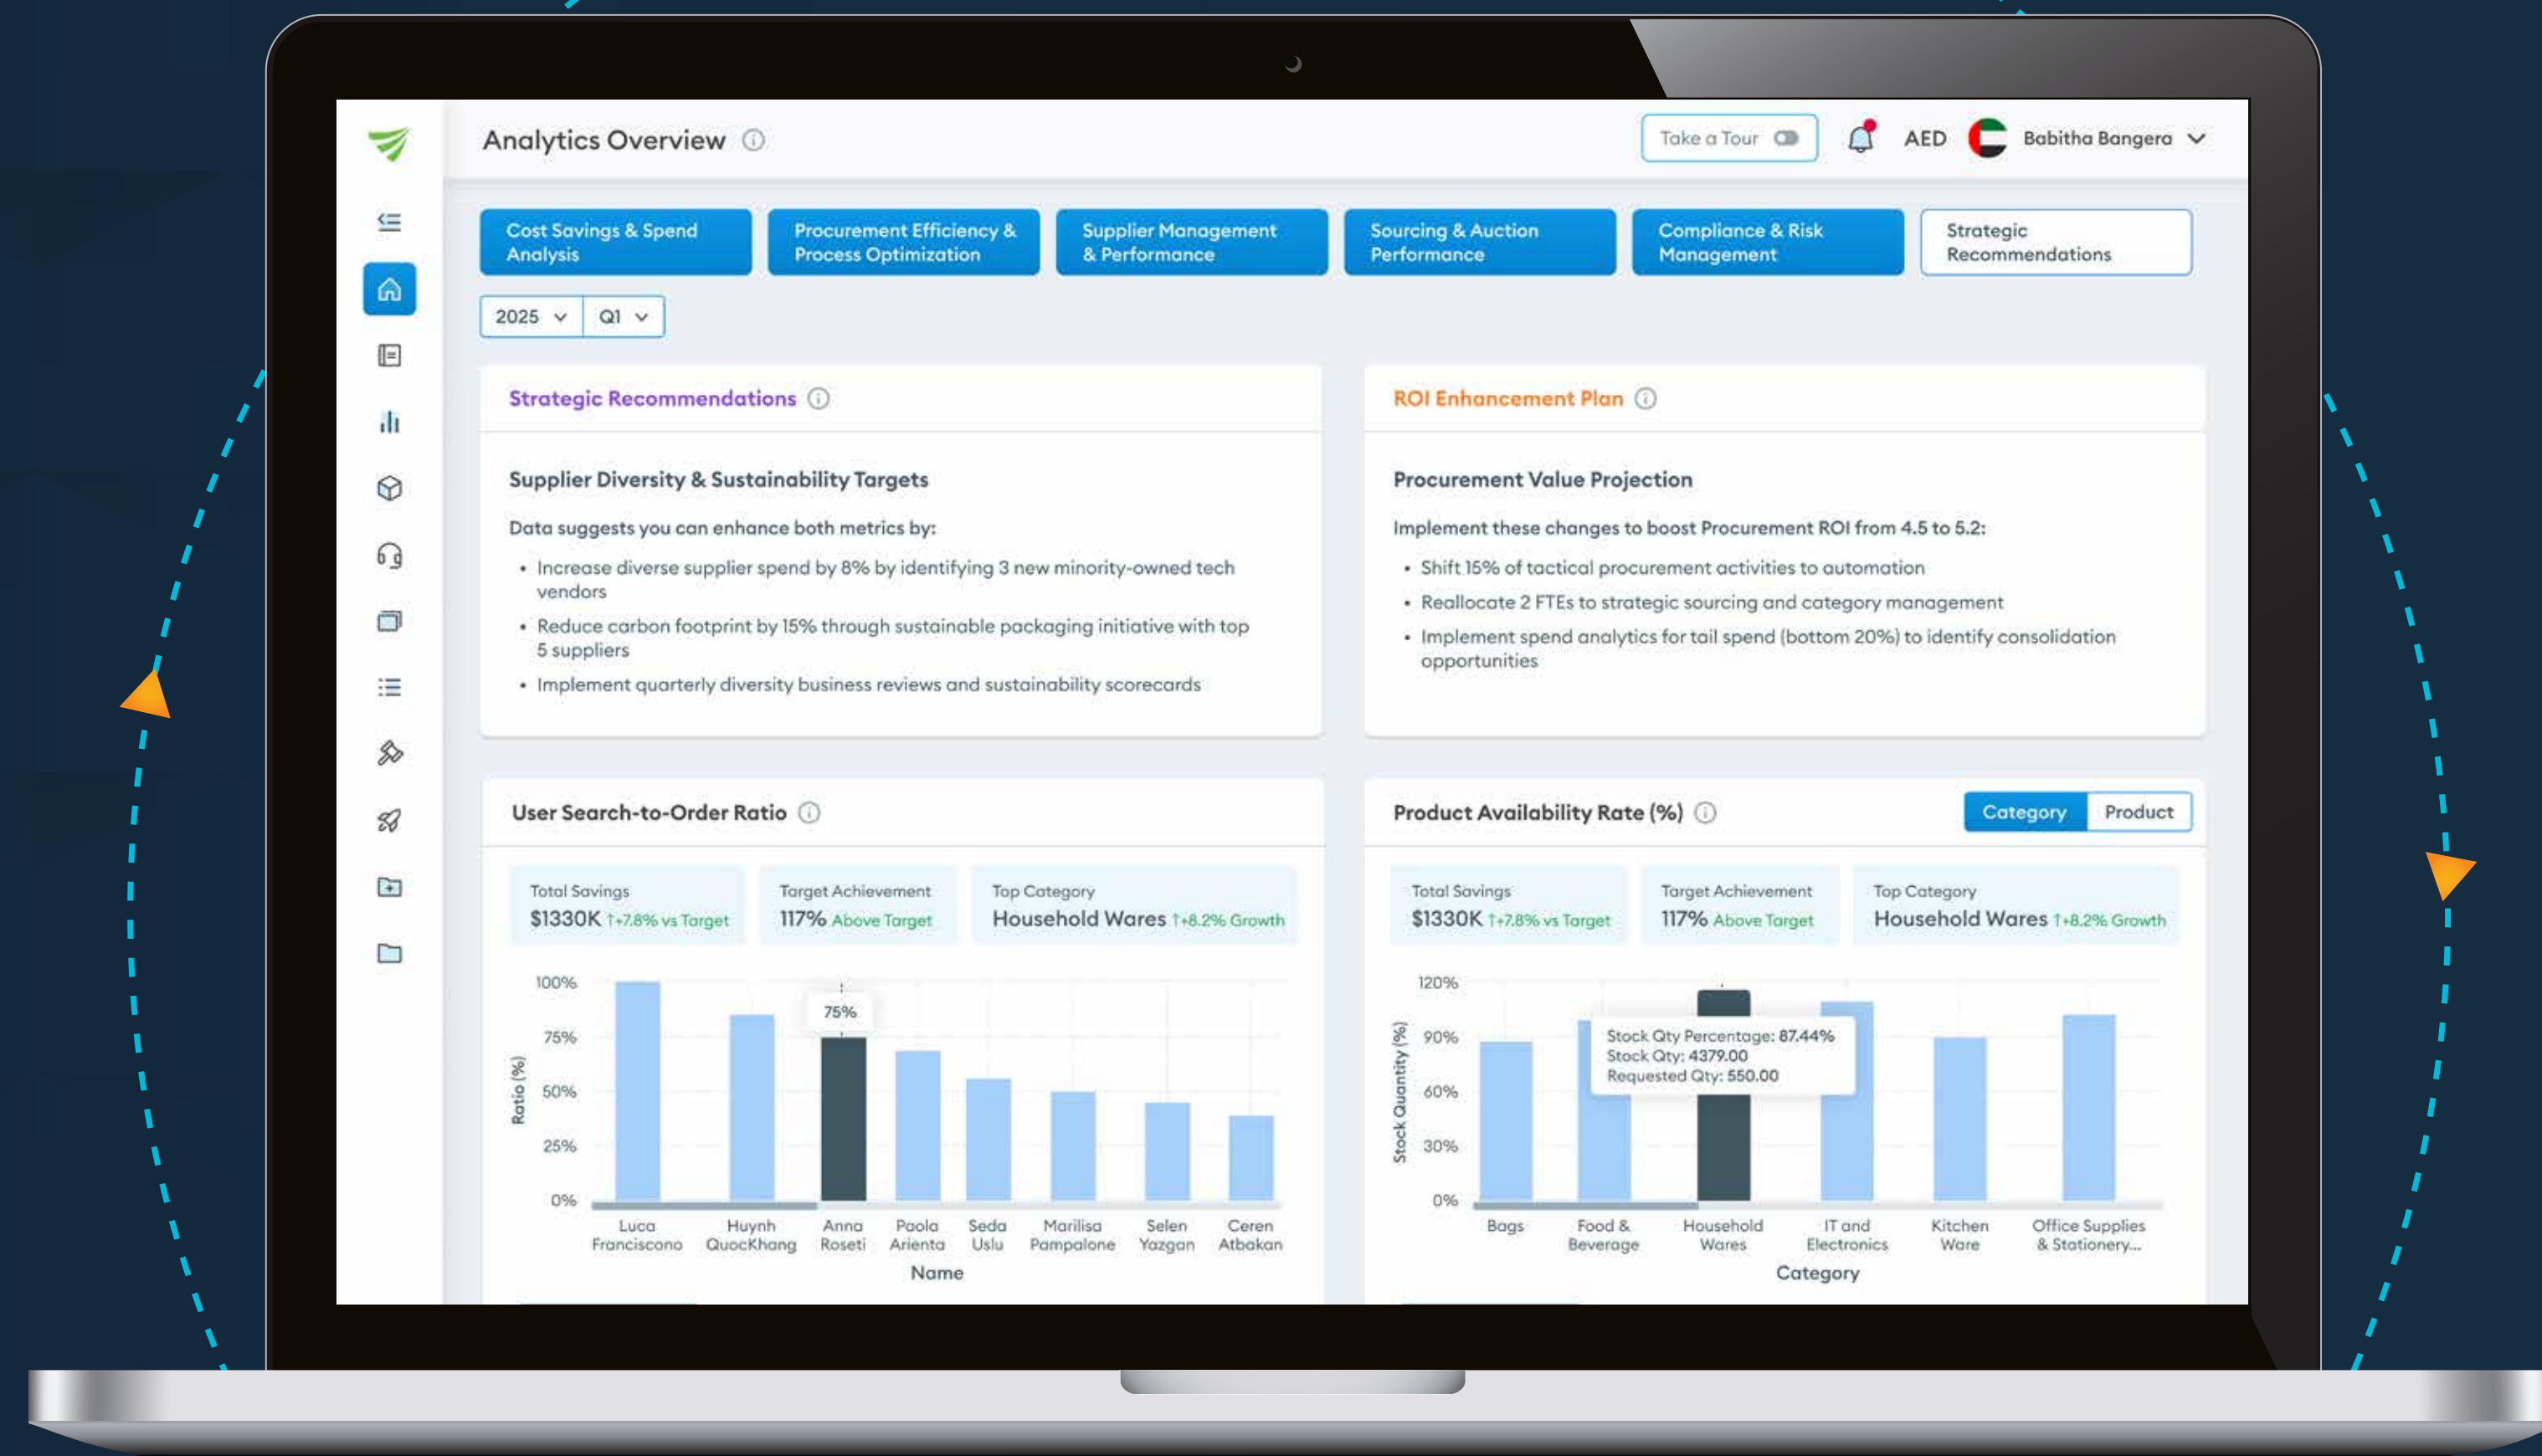 Analytics Overview
Take a Tour
AED
Babitha Bangera
Cost Savings & Spend
Analysis
Procurement Efficiency &
Process Optimization
Supplier Management
& Performance
Sourcing & Auction
Performance
Compliance & Risk
Management
Strategic
Recommendations
2025
Q1
Strategic Recommendations
Supplier Diversity & Sustainability Targets
Data suggests you can enhance both metrics by:
• Increase diverse supplier spend by 8% by identifying 3 new minority-owned tech
vendors
• Reduce carbon footprint by 15% through sustainable packaging initiative with top
5 suppliers
• Implement quarterly diversity business reviews and sustainability scorecards
ROI Enhancement Plan
Procurement Value Projection
Implement these changes to boost Procurement ROI from 4.5 to 5.2:
• Shift 15% of tactical procurement activities to automation
• Reallocate 2 FTEs to strategic sourcing and category management
• Implement spend analytics for tail spend (bottom 20%) to identify consolidation
opportunities
User Search-to-Order Ratio
Total Savings
$1330K ↑+7.8% vs Target
Target Achievement
117% Above Target
Top Category
Household Wares ↑+8.2% Growth
100%
75%
50%
25%
0%
Ratio (%)
75%
Luca
Franciscono
Huynh
QuocKhang
Anna
Roseti
Paola
Arienta
Seda
Uslu
Marilisa
Pampalone
Selen
Yazgan
Ceren
Atbakan
Name
Product Availability Rate (%)
Category
Product
Total Savings
$1330K ↑+7.8% vs Target
Target Achievement
117% Above Target
Top Category
Household Wares ↑+8.2% Growth
120%
90%
60%
30%
0%
Stock Quantity (%)
Stock Qty Percentage: 87.44%
Stock Qty: 4379.00
Requested Qty: 550.00
Bags
Food &
Beverage
Household
Wares
IT and
Electronics
Kitchen
Ware
Office Supplies
& Stationery...
Category